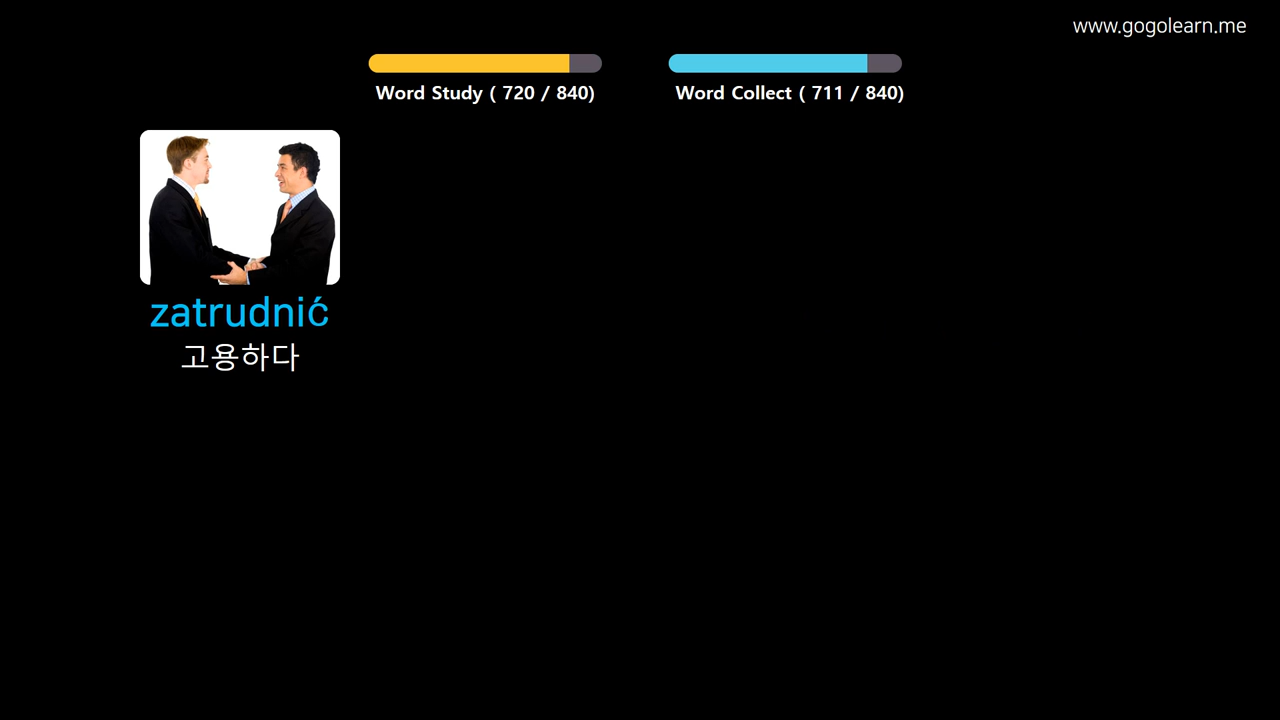 www.gogolearn.me
Word Study ( 720 / 840)
Word Collect ( 711 / 840)
zatrudnić
고용하다